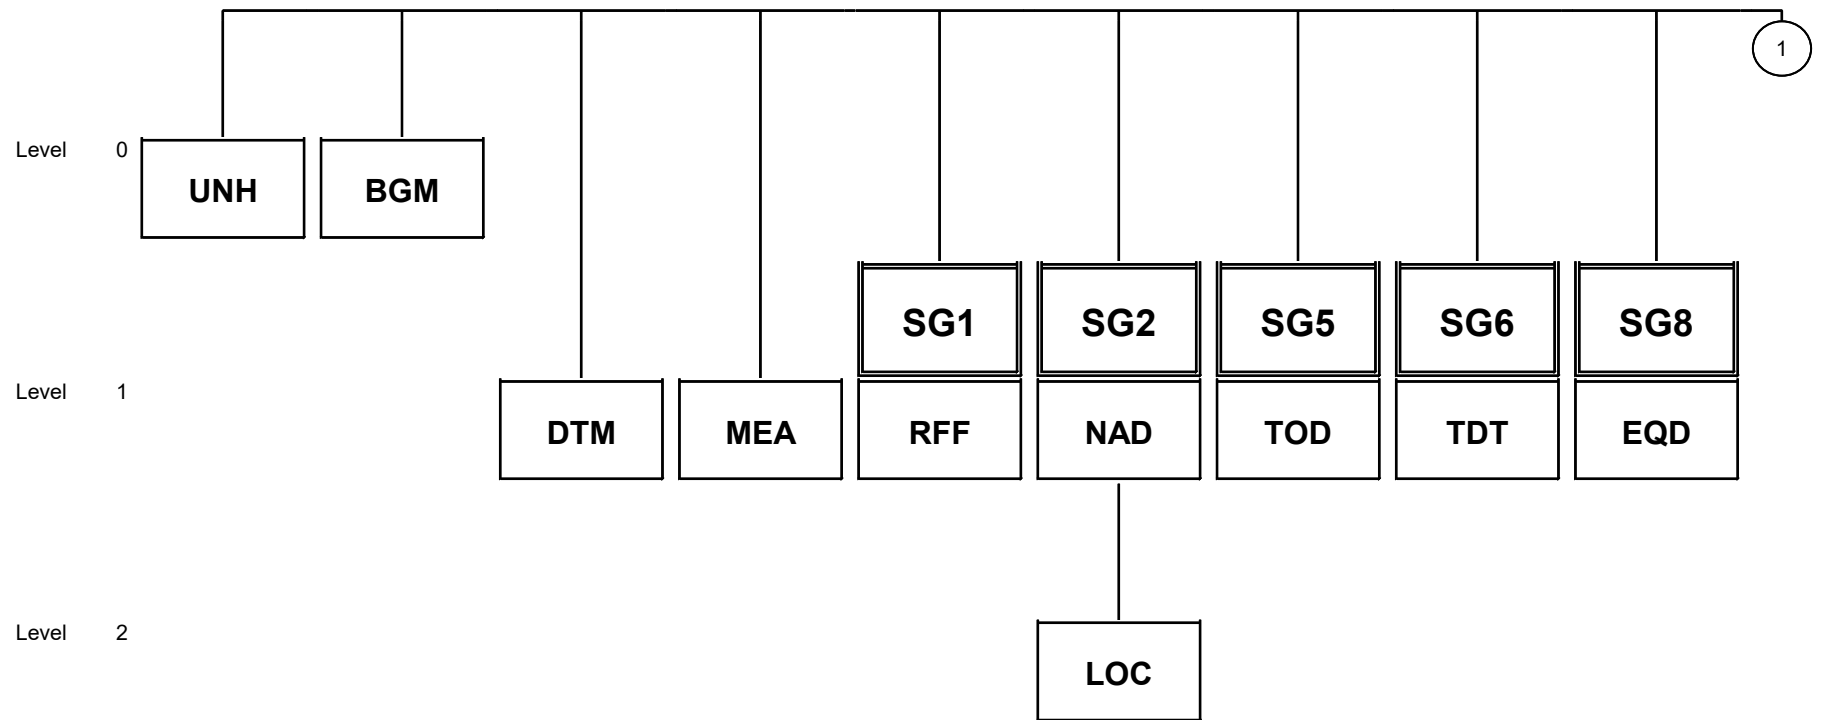 1
Level 0
UNH BGM
SG1 SG2 SG5 SG6 SG8
Level 1
DTM MEA RFF NAD TOD TDT EQD
Level 2
LOC